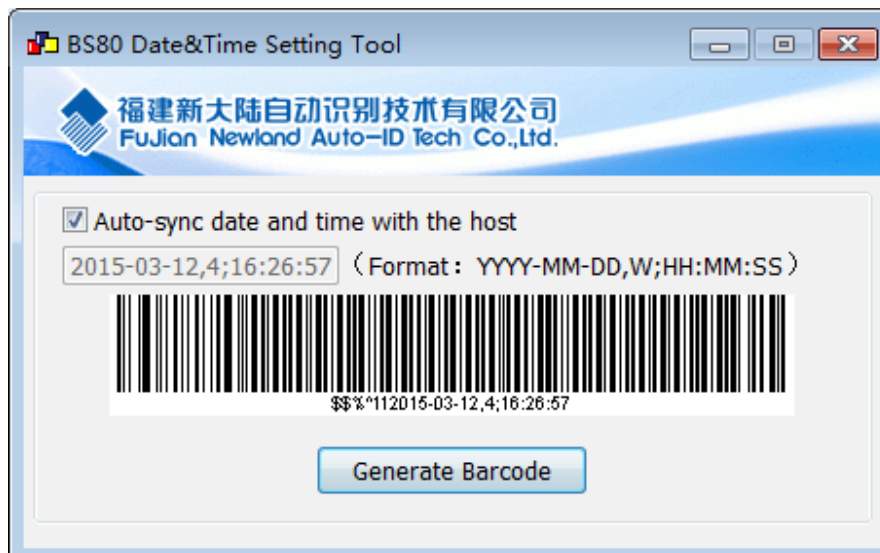 BS80 Date&Time Setting Tool
福建新大陆自动识别技术有限公司
FuJian Newland Auto-ID Tech Co.,Ltd.
Auto-sync date and time with the host
2015-03-12,4;16:26:57 (Format: YYYY-MM-DD,W;HH:MM:SS)
$$%^112015-03-12,4;16:26:57
Generate Barcode